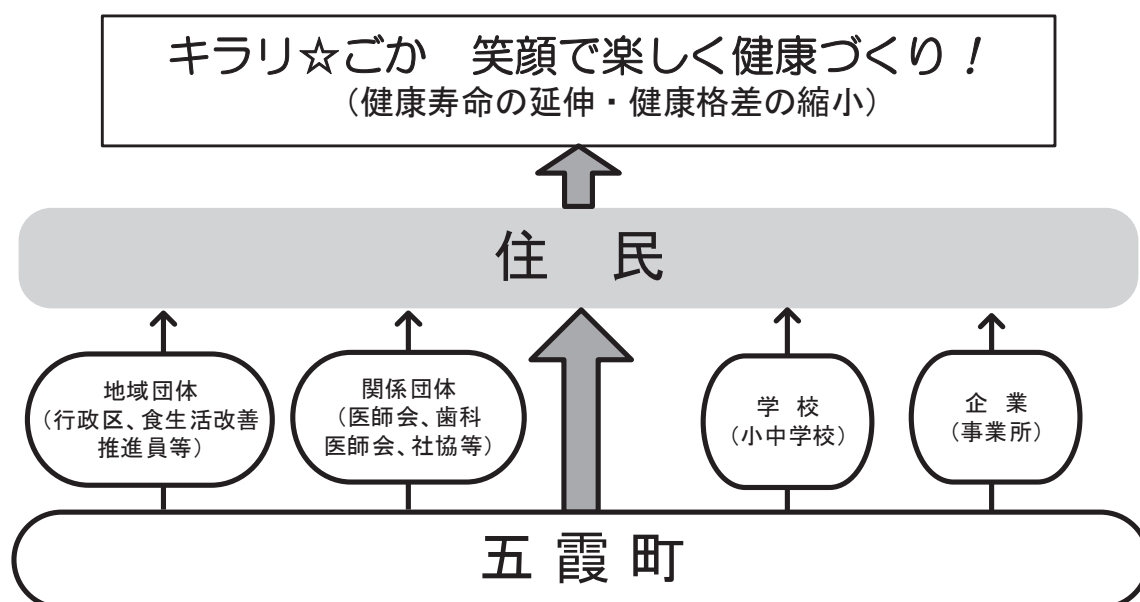 キラリ☆ごか　笑顔で楽しく健康づくり！
（健康寿命の延伸・健康格差の縮小）
住　民
地域団体
（行政区、食生活改善
推進員等）
関係団体
（医師会、歯科
医師会、社協等）
学　校
（小中学校）
企　業
（事業所）
五霞町